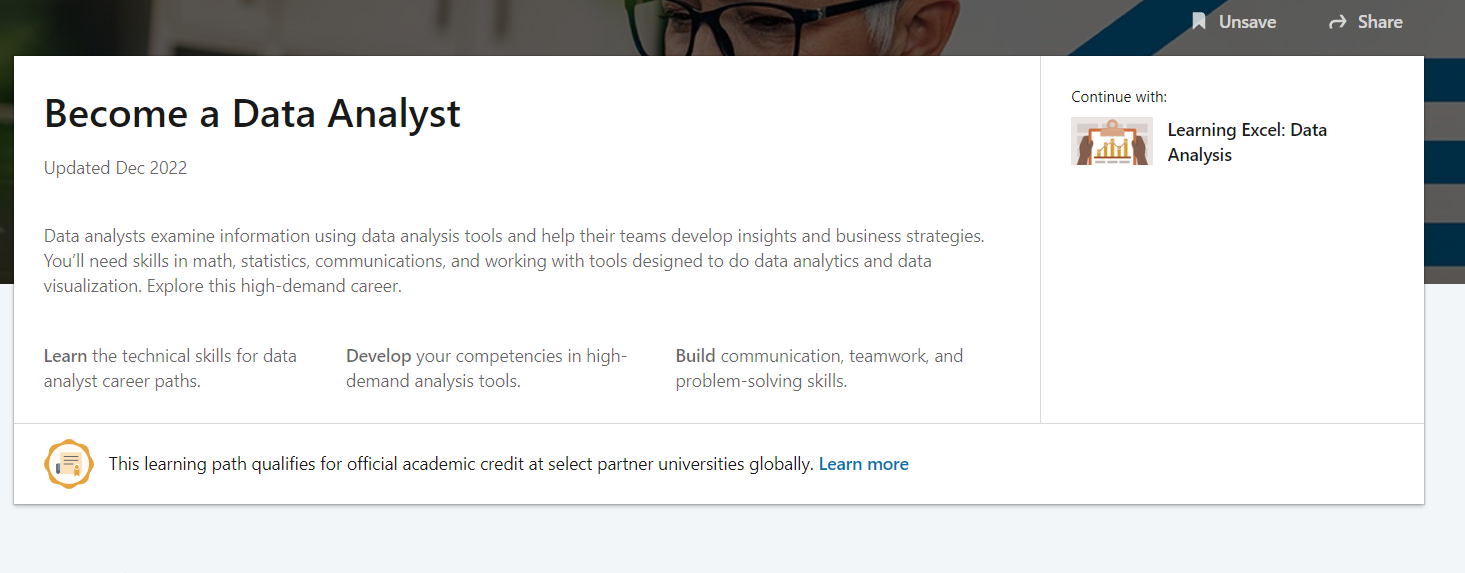 Unsave
Share
Become a Data Analyst
Updated Dec 2022
Data analysts examine information using data analysis tools and help their teams develop insights and business strategies.
You’ll need skills in math, statistics, communications, and working with tools designed to do data analytics and data
visualization. Explore this high-demand career.
Learn the technical skills for data
analyst career paths.
Develop your competencies in high-
demand analysis tools.
Build communication, teamwork, and
problem-solving skills.
Continue with:
Learning Excel: Data
Analysis
This learning path qualifies for official academic credit at select partner universities globally. Learn more